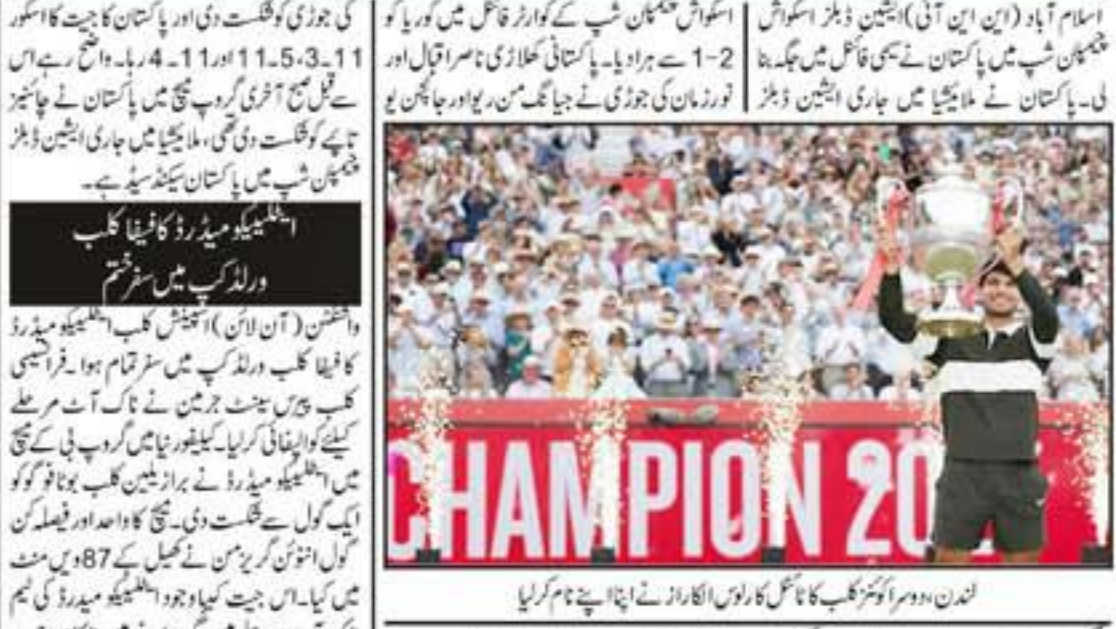 اسلام آباد (این این آئی) ایشین ڈبلز اسکواش
چیمپئن شپ میں پاکستان نے سیمی فائنل میں جگہ بنا
لی۔ پاکستان نے ملائیشیا میں جاری ایشین ڈبلز
اسکواش چیمپئن شپ کے کوارٹر فائنل میں کوریا کو
1-2 سے ہرا دیا۔ پاکستانی کھلاڑی ناصر اقبال اور
نور زمان کی جوڑی نے جیانگ من ریو اور جانجن یو
کی جوڑی کو شکست دی اور پاکستان کا جیت کا اسکور
11۔3، 5۔11 اور 11۔4 رہا۔ واضح رہے اس
سے قبل صبح آخری گروپ میچ میں پاکستان نے چائنیز
تائپے کو شکست دی تھی، ملائیشیا میں جاری ایشین ڈبلز
چیمپئن شپ میں پاکستان سیکنڈ سیڈ ہے۔
ایٹلیٹیکو میڈرڈ کا فیفا کلب
ورلڈ کپ میں سفر ختم
واشنگٹن (آن لائن) اسپینش کلب ایٹلیٹیکو میڈرڈ
کا فیفا کلب ورلڈ کپ میں سفر تمام ہوا۔ فرانسیسی
کلب پیرس سینٹ جرمین نے ناک آٹ مرحلے
کیلئے کوالیفائی کرلیا۔ کیلیفورنیا میں گروپ بی کے میچ
میں ایٹلیٹیکو میڈرڈ نے برازیلین کلب بوٹافوگو کو
ایک گول سے شکست دی۔ میچ کا واحد اور فیصلہ کن
گول انتوئن گریزمن نے کھیل کے 87 ویں منٹ
میں کیا۔ اس جیت کے باوجود ایٹلیٹیکو میڈرڈ کی ٹیم
CHAMPION 20
لندن، دوسرا کوئنز کلب کا ٹائٹل کارلوس الکاراز نے اپنا اپنے نام کرلیا